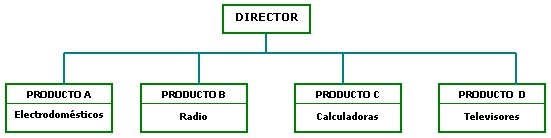 DIRECTOR
PRODUCTO A
Electrodomésticos
PRODUCTO B
Radio
PRODUCTO C
Calculadoras
PRODUCTO D
Televisores